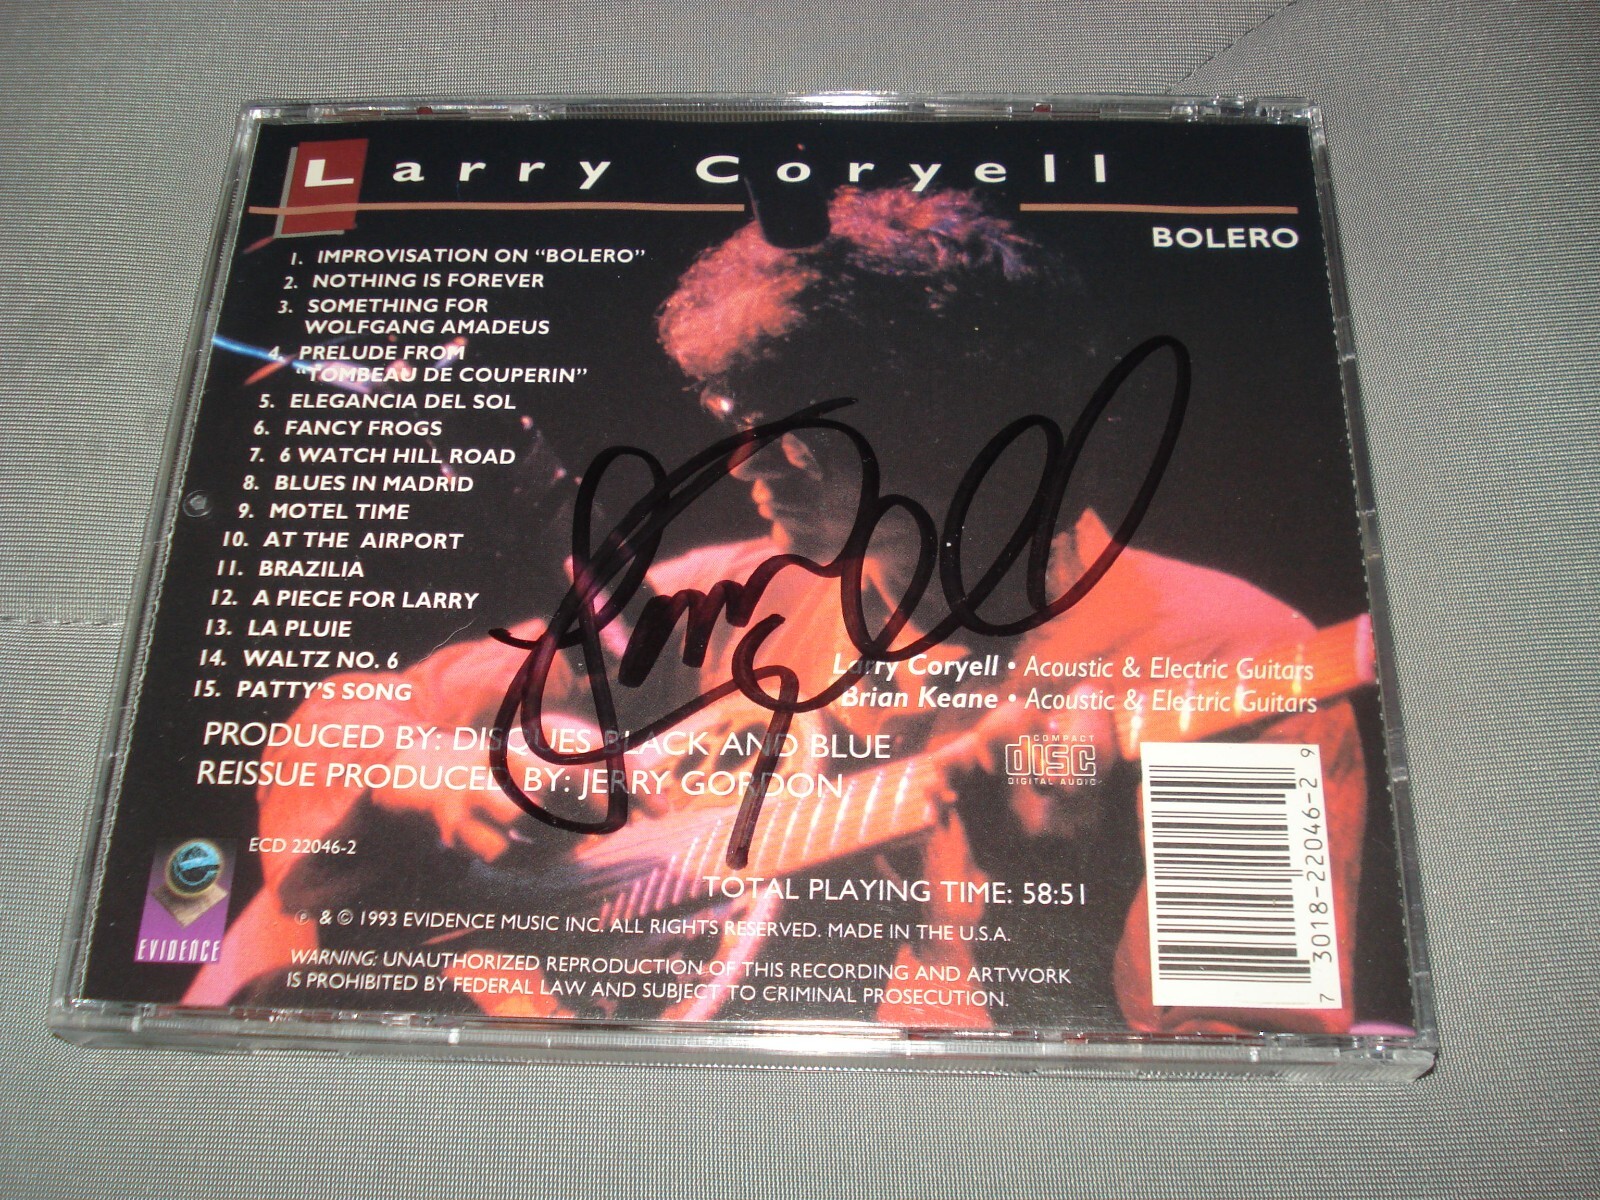 Larry Coryell
BOLERO
1. IMPROVISATION ON “BOLERO”
2. NOTHING IS FOREVER
3. SOMETHING FOR
WOLFGANG AMADEUS
4. PRELUDE FROM
“TOMBEAU DE COUPERIN”
5. ELEGANCIA DEL SOL
6. FANCY FROGS
7. 6 WATCH HILL ROAD
8. BLUES IN MADRID
9. MOTEL TIME
10. AT THE AIRPORT
11. BRAZILIA
12. A PIECE FOR LARRY
13. LA PLUIE
14. WALTZ NO. 6
15. PATTY'S SONG
Larry Coryell • Acoustic & Electric Guitars
Brian Keane • Acoustic & Electric Guitars
PRODUCED BY: DISQUES BLACK AND BLUE
REISSUE PRODUCED BY: JERRY GORDON
COMPACT
disc
DIGITAL AUDIO
7 3018-22046-2 9
ECD 22046-2
EVIDENCE
TOTAL PLAYING TIME: 58:51
℗ & © 1993 EVIDENCE MUSIC INC. ALL RIGHTS RESERVED. MADE IN THE U.S.A.
WARNING: UNAUTHORIZED REPRODUCTION OF THIS RECORDING AND ARTWORK
IS PROHIBITED BY FEDERAL LAW AND SUBJECT TO CRIMINAL PROSECUTION.